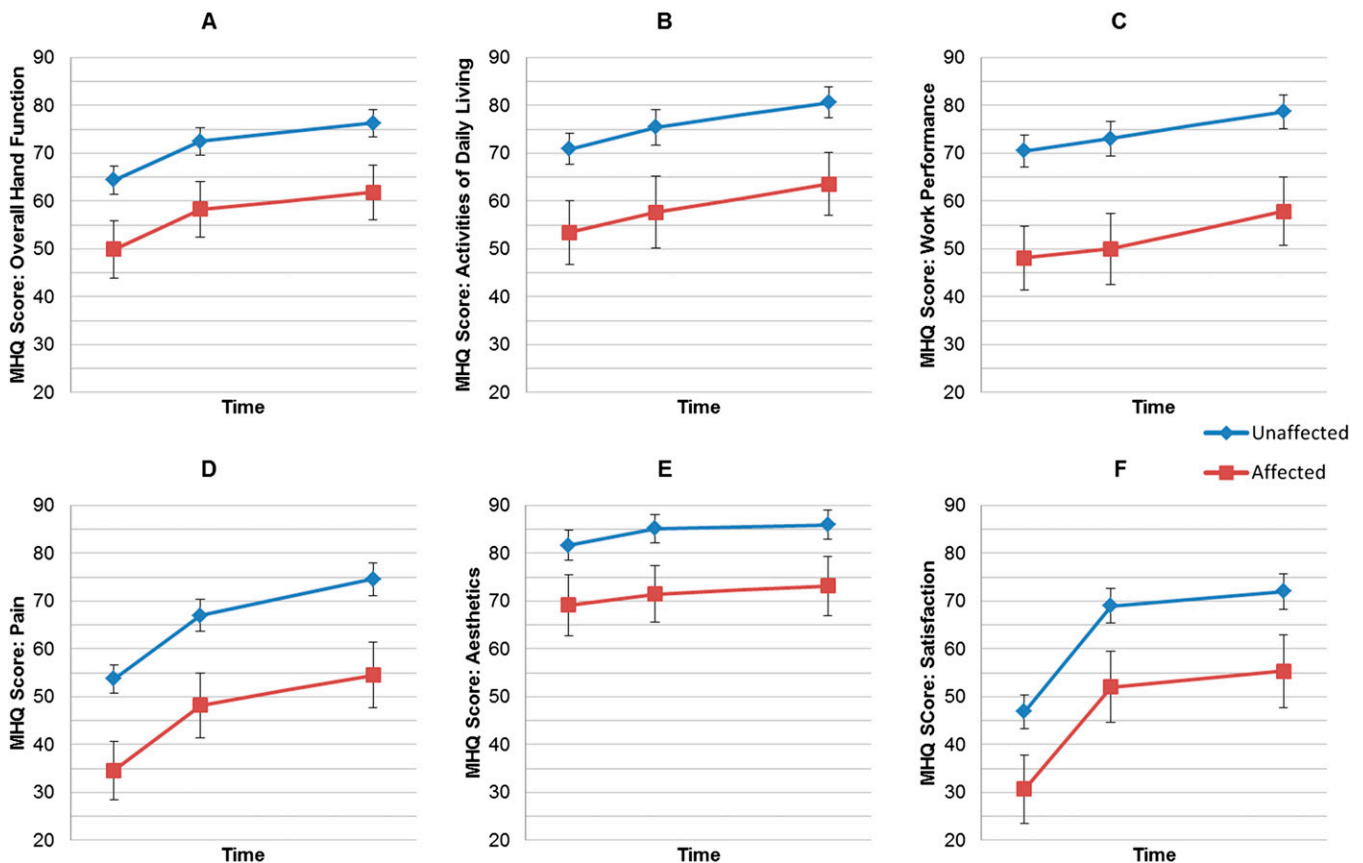 A
MHQ Score: Overall Hand Function
90
80
70
60
50
40
30
20
Time
B
MHQ Score: Activities of Daily Living
90
80
70
60
50
40
30
20
Time
C
MHQ Score: Work Performance
90
80
70
60
50
40
30
20
Time
Unaffected
Affected
D
MHQ Score: Pain
90
80
70
60
50
40
30
20
Time
E
MHQ Score: Aesthetics
90
80
70
60
50
40
30
20
Time
F
MHQ SCore: Satisfaction
90
80
70
60
50
40
30
20
Time